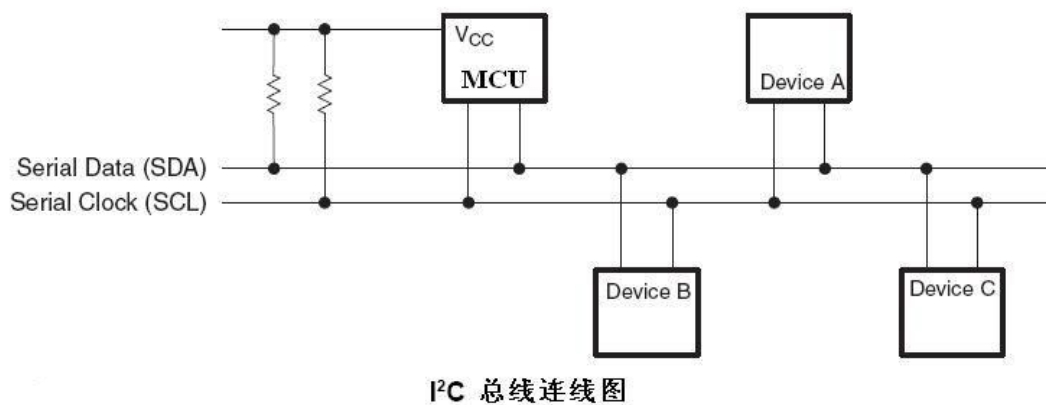 VCC
MCU
Device A
Serial Data (SDA)
Serial Clock (SCL)
Device B
Device C
I²C 总线连线图